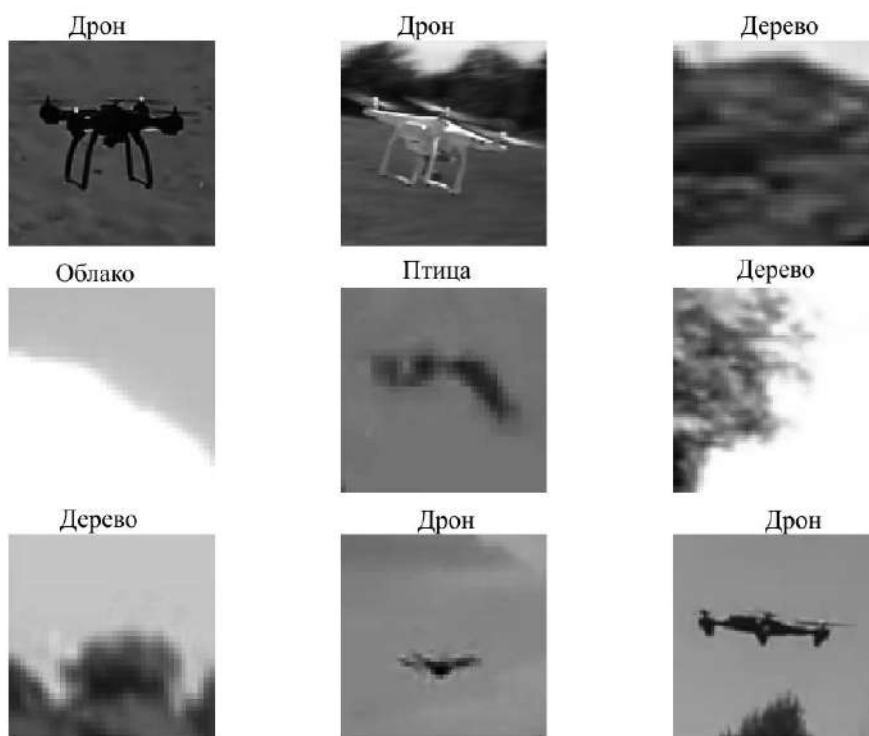 Дрон
Дрон
Дерево
Облако
Птица
Дерево
Дерево
Дрон
Дрон